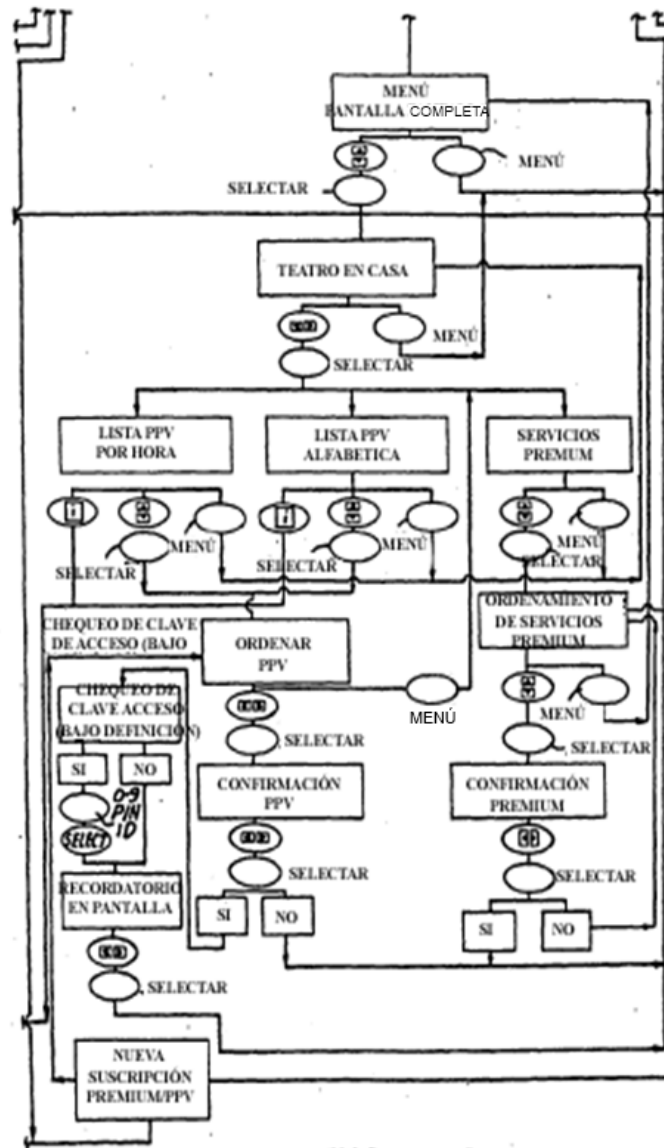 MENÚ
PANTALLA COMPLETA
MENÚ
SELECTAR
TEATRO EN CASA
MENÚ
SELECTAR
LISTA PPV
POR HORA
LISTA PPV
ALFABETICA
SERVICIOS
PREMUM
SELECTAR
MENÚ
SELECTAR
MENÚ
MENÚ
SELECTAR
CHEQUEO DE CLAVE
DE ACCESO (BAJO
ORDENAR
PPV
ORDENAMIENTO
DE SERVICIOS
PREMIUM
CHEQUEO DE
CLAVE ACCESO
(BAJO DEFINICIÓN)
MENÚ
MENÚ
SELECTAR
SELECTAR
SI
NO
0-9
PIN
ID
SELECT
CONFIRMACIÓN
PPV
CONFIRMACIÓN
PREMIUM
SELECTAR
SELECTAR
RECORDATORIO
EN PANTALLA
SI
NO
SI
NO
SELECTAR
NUEVA
SUSCRIPCIÓN
PREMIUM/PPV